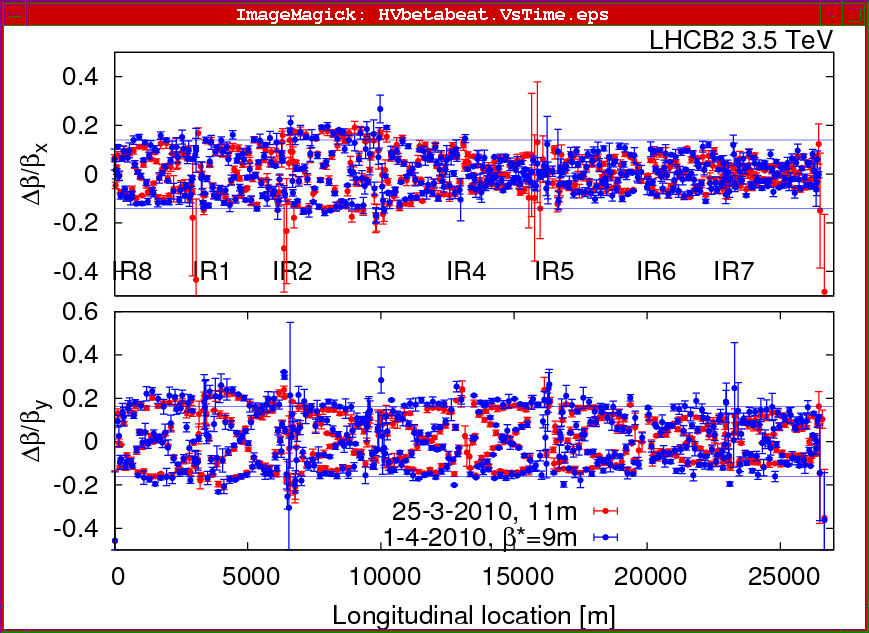 ImageMagick: HVbetabeat.VsTime.eps
LHCB2 3.5 TeV
0.4
0.2
0
-0.2
-0.4
Δβ/βx
IR8 IR1 IR2 IR3 IR4 IR5 IR6 IR7
0.6
0.4
0.2
0
-0.2
-0.4
Δβ/βy
25-3-2010, 11m
1-4-2010, β*=9m
0 5000 10000 15000 20000 25000
Longitudinal location [m]